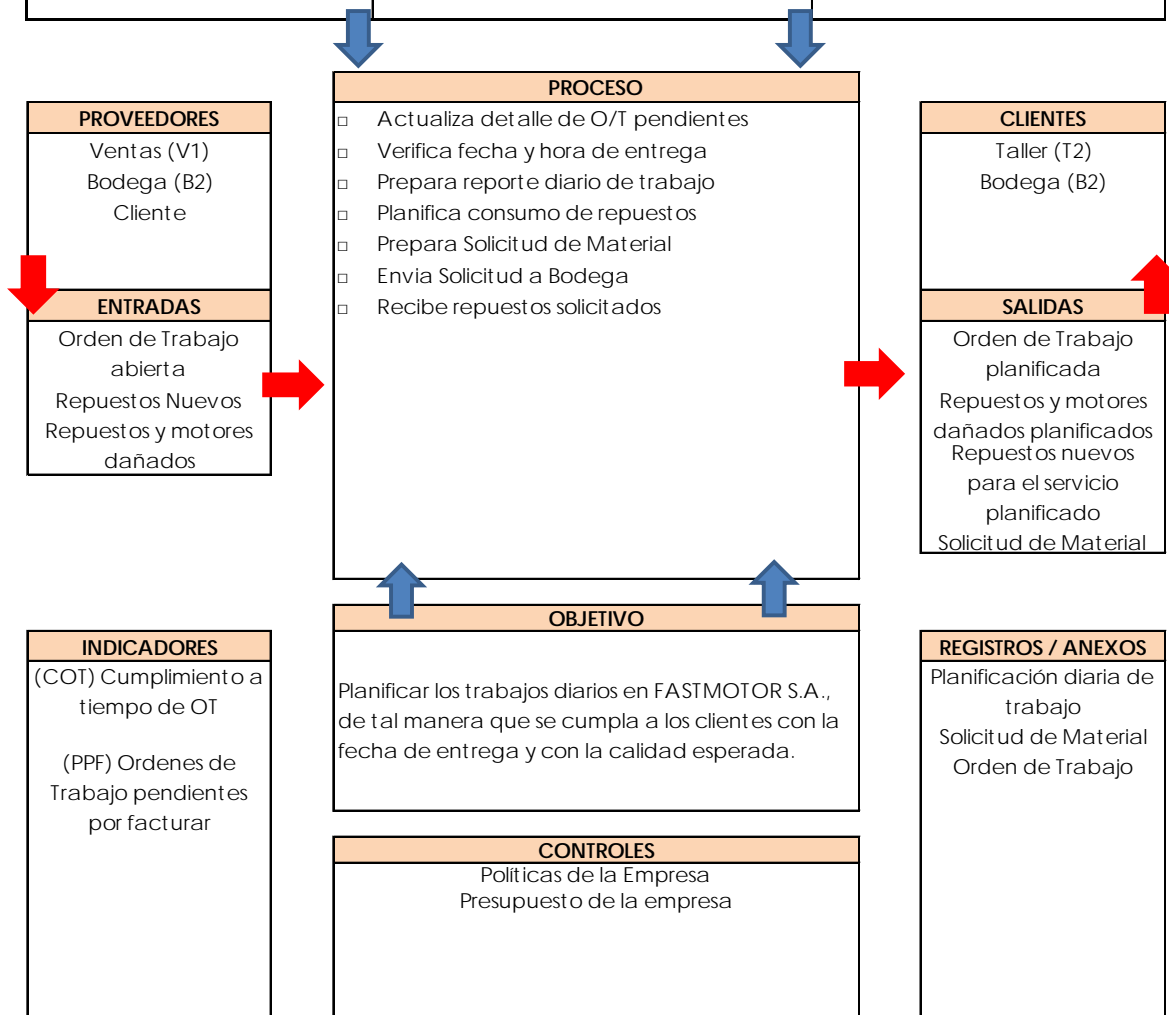 PROCESO
□ Actualiza detalle de O/T pendientes
□ Verifica fecha y hora de entrega
□ Prepara reporte diario de trabajo
□ Planifica consumo de repuestos
□ Prepara Solicitud de Material
□ Envia Solicitud a Bodega
□ Recibe repuestos solicitados
PROVEEDORES
Ventas (V1)
Bodega (B2)
Cliente
ENTRADAS
Orden de Trabajo
abierta
Repuestos Nuevos
Repuestos y motores
dañados
CLIENTES
Taller (T2)
Bodega (B2)
SALIDAS
Orden de Trabajo
planificada
Repuestos y motores
dañados planificados
Repuestos nuevos
para el servicio
planificado
Solicitud de Material
OBJETIVO
Planificar los trabajos diarios en FASTMOTOR S.A.,
de tal manera que se cumpla a los clientes con la
fecha de entrega y con la calidad esperada.
INDICADORES
(COT) Cumplimiento a
tiempo de OT
(PPF) Ordenes de
Trabajo pendientes
por facturar
CONTROLES
Políticas de la Empresa
Presupuesto de la empresa
REGISTROS / ANEXOS
Planificación diaria de
trabajo
Solicitud de Material
Orden de Trabajo